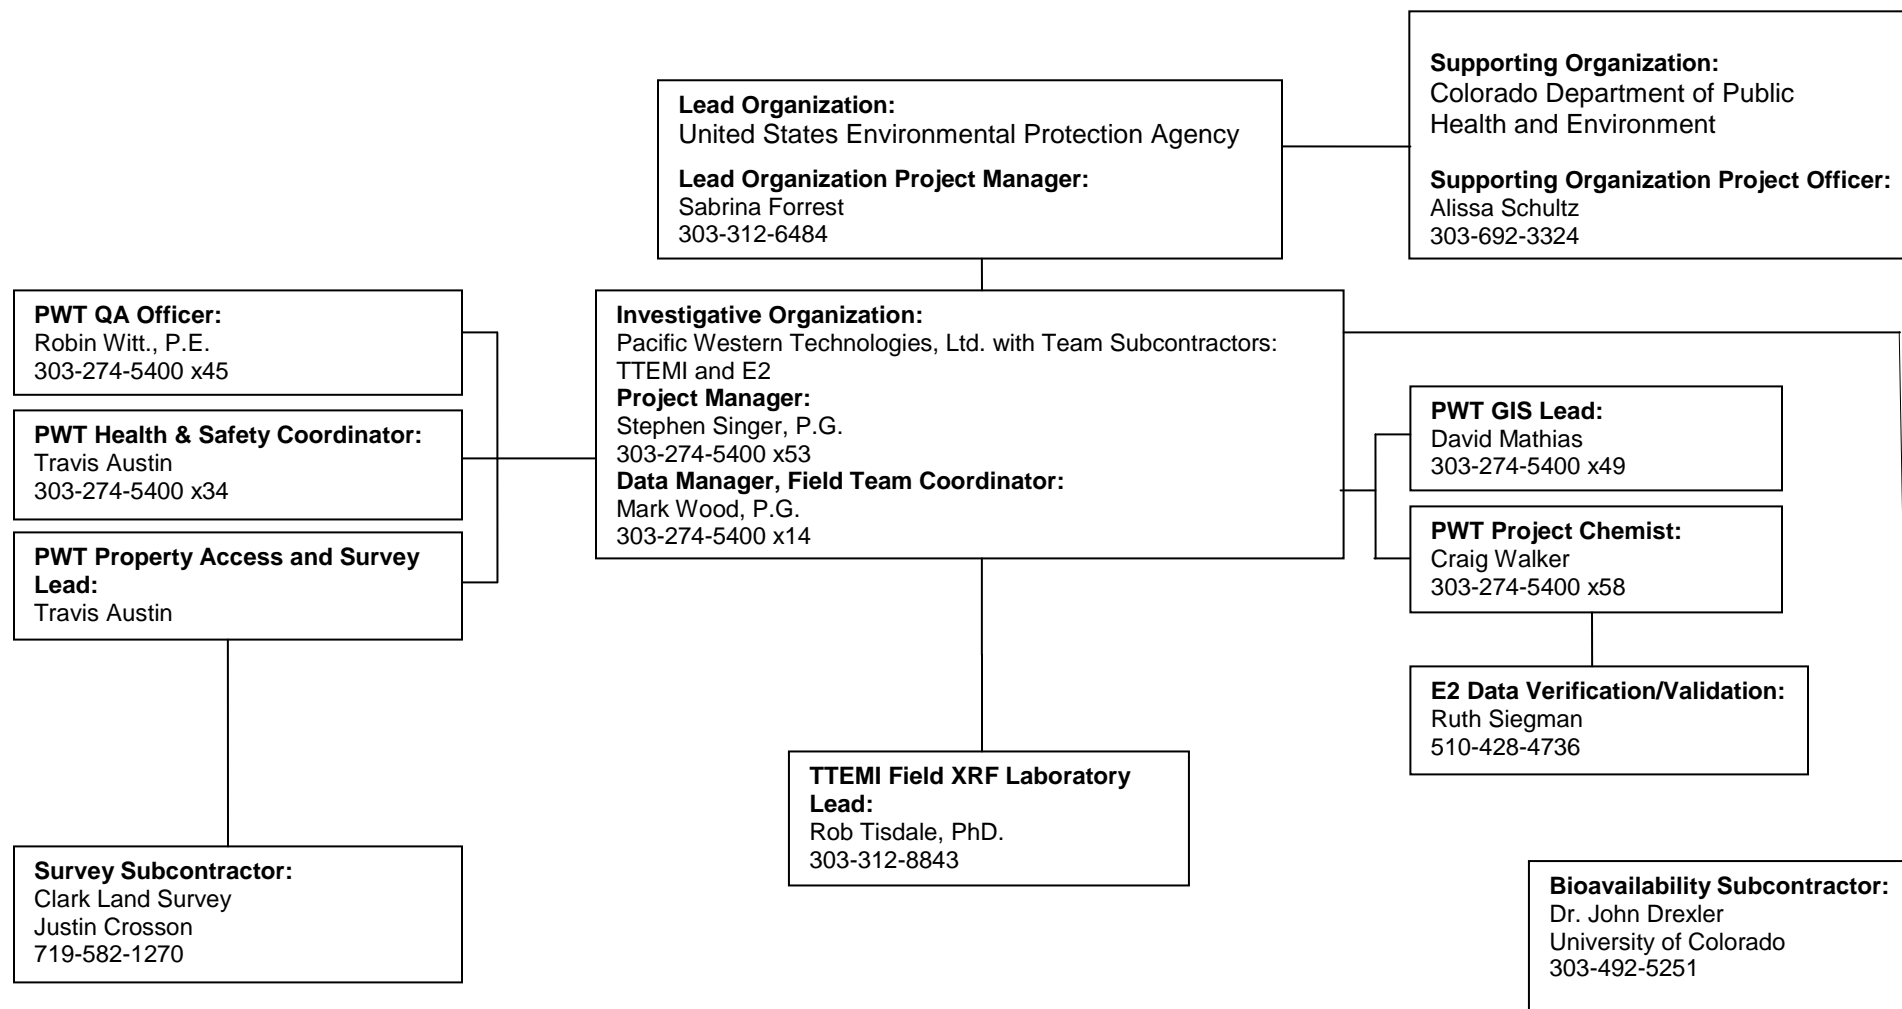 Supporting Organization:
Colorado Department of Public
Health and Environment
Supporting Organization Project Officer:
Alissa Schultz
303-692-3324
Lead Organization:
United States Environmental Protection Agency
Lead Organization Project Manager:
Sabrina Forrest
303-312-6484
PWT QA Officer:
Robin Witt., P.E.
303-274-5400 x45
PWT Health & Safety Coordinator:
Travis Austin
303-274-5400 x34
PWT Property Access and Survey
Lead:
Travis Austin
Investigative Organization:
Pacific Western Technologies, Ltd. with Team Subcontractors:
TTEMI and E2
Project Manager:
Stephen Singer, P.G.
303-274-5400 x53
Data Manager, Field Team Coordinator:
Mark Wood, P.G.
303-274-5400 x14
PWT GIS Lead:
David Mathias
303-274-5400 x49
PWT Project Chemist:
Craig Walker
303-274-5400 x58
E2 Data Verification/Validation:
Ruth Siegman
510-428-4736
TTEMI Field XRF Laboratory
Lead:
Rob Tisdale, PhD.
303-312-8843
Survey Subcontractor:
Clark Land Survey
Justin Crosson
719-582-1270
Bioavailability Subcontractor:
Dr. John Drexler
University of Colorado
303-492-5251